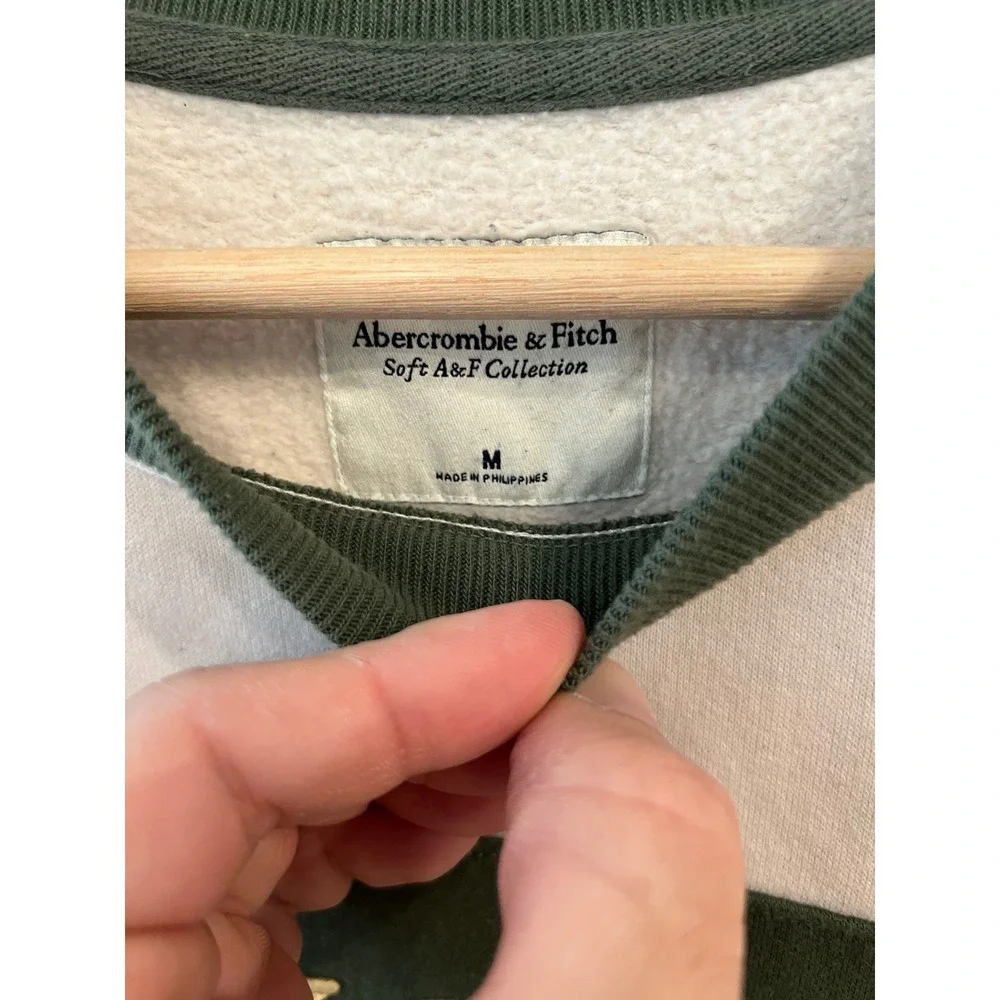 Abercrombie & Fitch
Soft A&F Collection
M
MADE IN PHILIPPINES